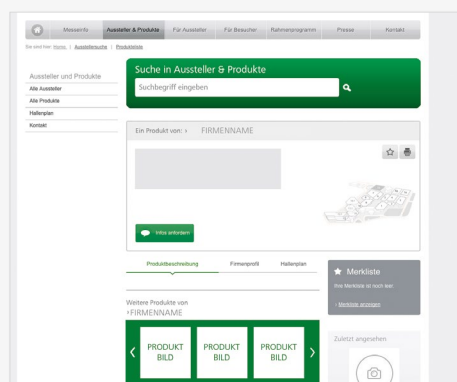 Messeinfo Aussteller & Produkte Für Aussteller Für Besucher Rahmenprogramm Presse Kontakt
Sie sind hier: Home | Ausstellersuche | Produktliste
Aussteller und Produkte
Alle Aussteller
Alle Produkte
Hallenplan
Kontakt
Suche in Aussteller & Produkte
Suchbegriff eingeben
Ein Produkt von: › FIRMENNAME
Infos anfordern
Produktbeschreibung Firmenprofil Hallenplan
Weitere Produkte von
›FIRMENNAME
PRODUKT BILD
PRODUKT BILD
PRODUKT BILD
Merkliste
Ihre Merkliste ist noch leer.
› Merkliste anzeigen
Zuletzt angesehen